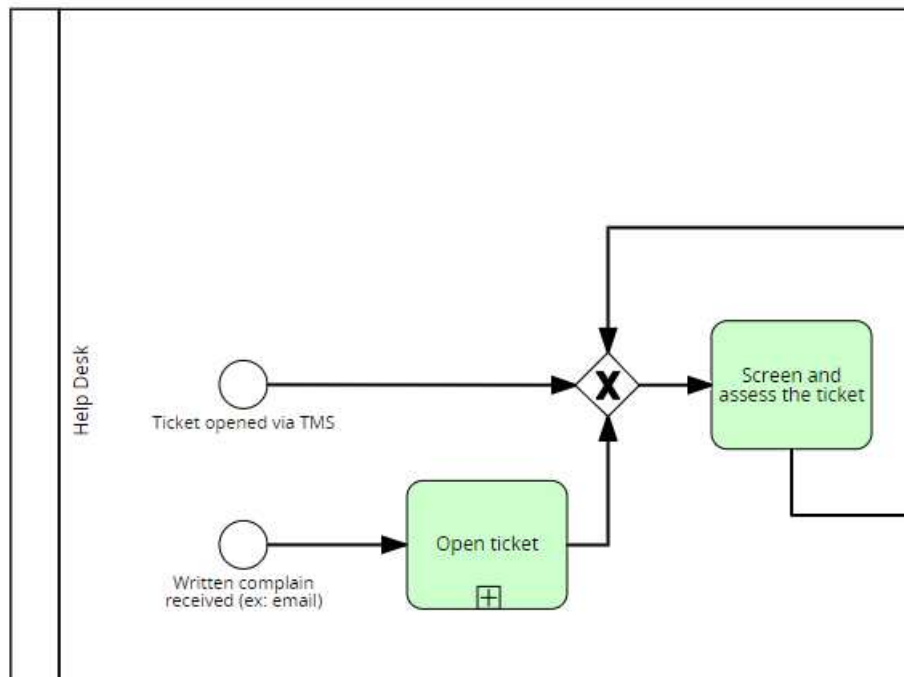 Help Desk
Ticket opened via TMS
X
Screen and
assess the ticket
Written complain
received (ex: email)
Open ticket